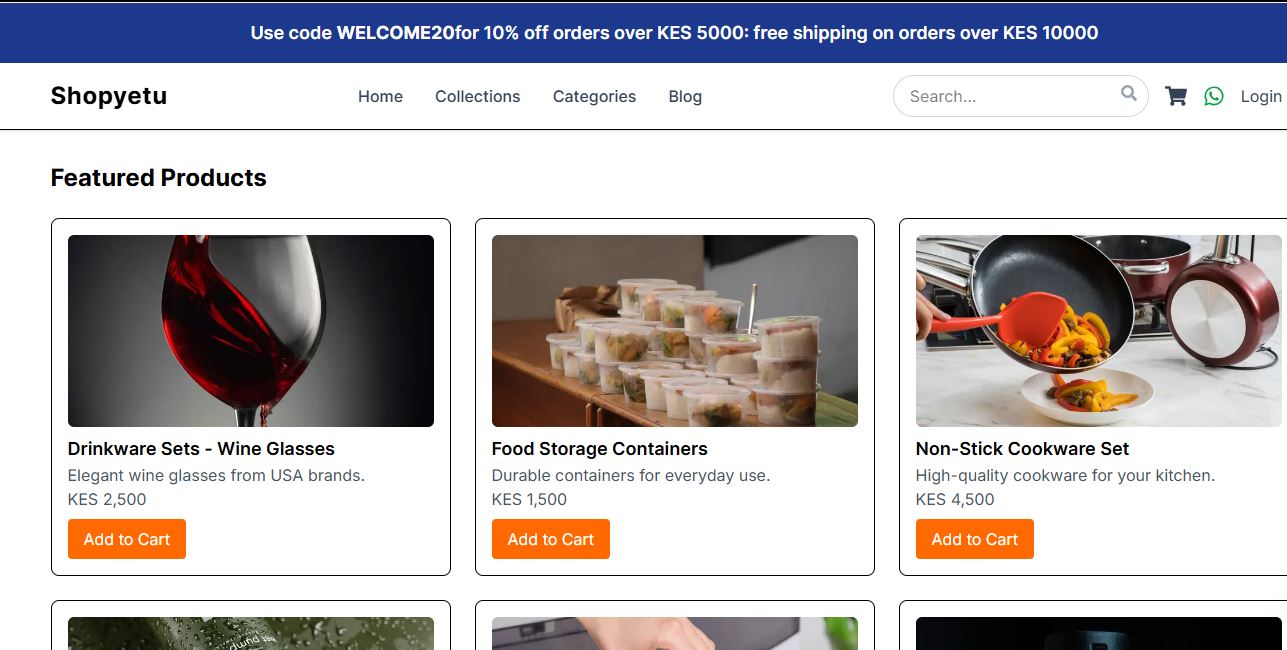 Use code WELCOME20for 10% off orders over KES 5000: free shipping on orders over KES 10000
Shopyetu
Home
Collections
Categories
Blog
Search...
Login
Featured Products
Drinkware Sets - Wine Glasses
Elegant wine glasses from USA brands.
KES 2,500
Add to Cart
Food Storage Containers
Durable containers for everyday use.
KES 1,500
Add to Cart
Non-Stick Cookware Set
High-quality cookware for your kitchen.
KES 4,500
Add to Cart